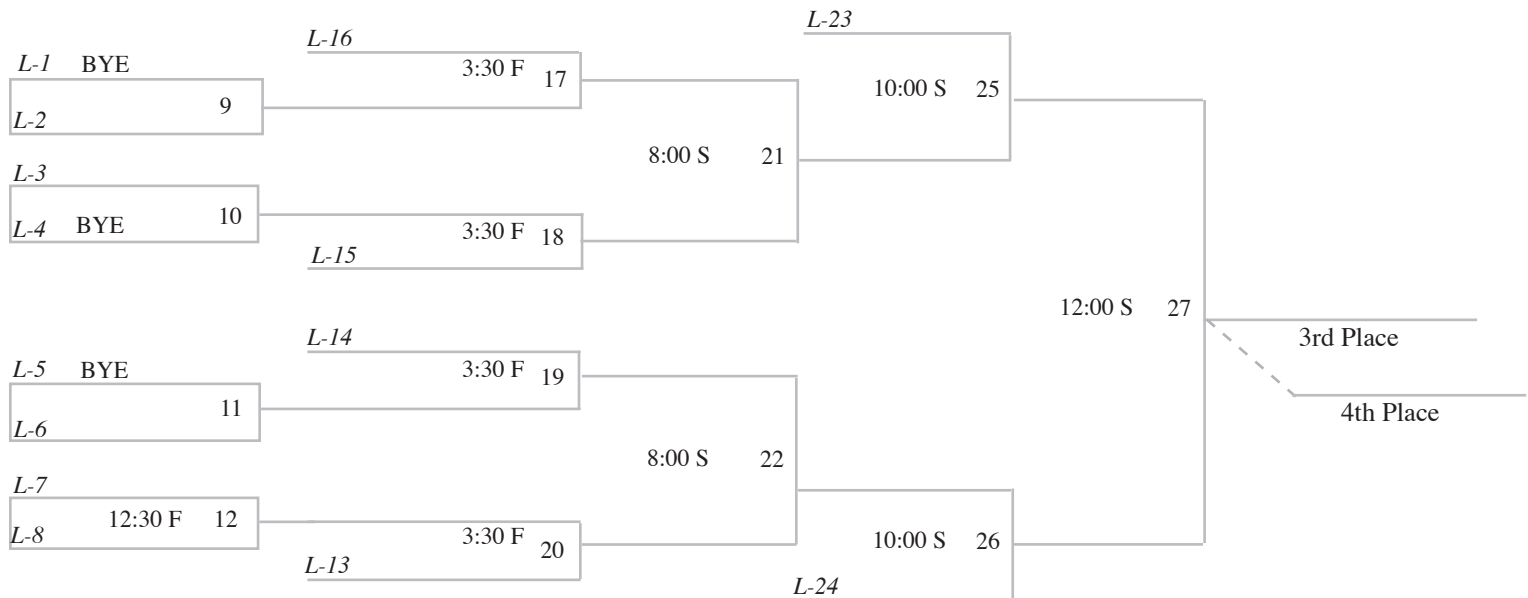 L-1 BYE
9
L-2
L-3
10
L-4 BYE
L-5 BYE
11
L-6
L-7
12:30 F 12
L-8
L-16
3:30 F 17
3:30 F 18
L-15
L-14
3:30 F 19
3:30 F 20
L-13
8:00 S 21
8:00 S 22
L-23
10:00 S 25
10:00 S 26
L-24
12:00 S 27
3rd Place
4th Place